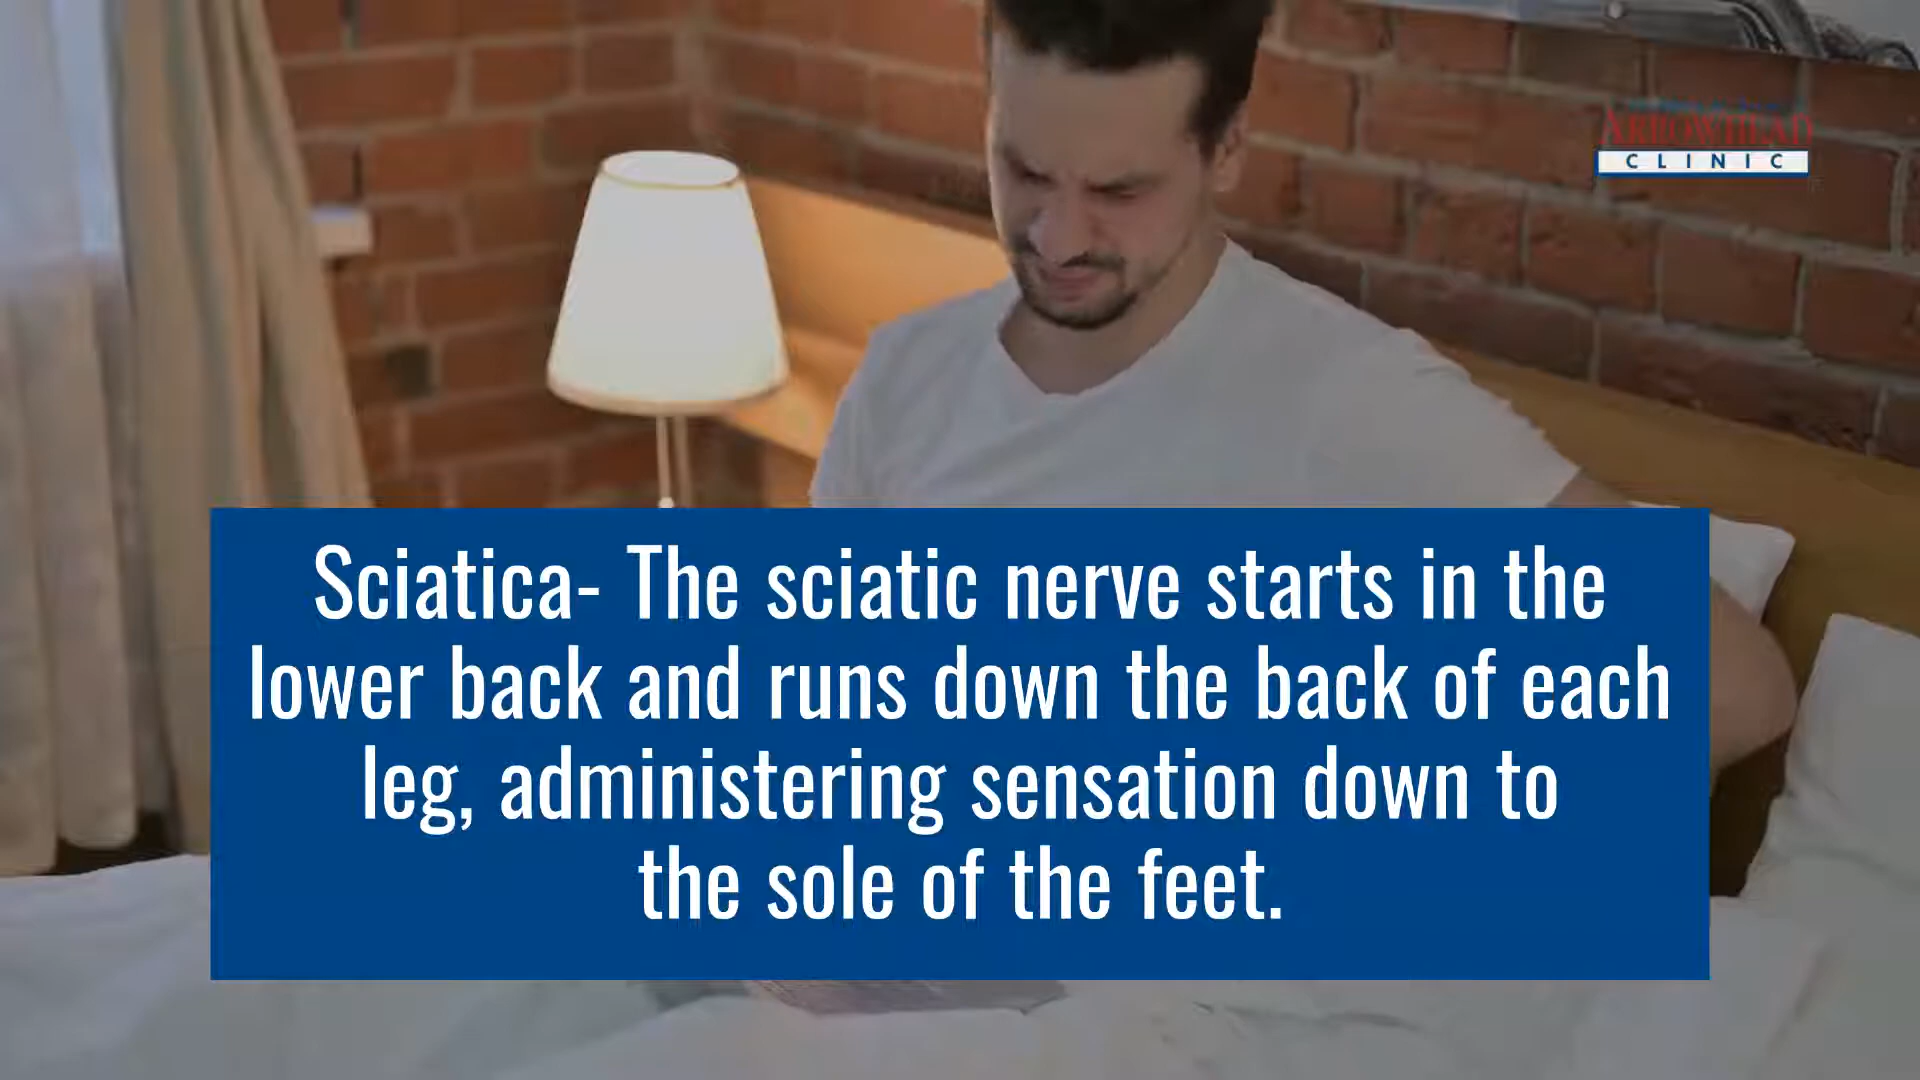 ARROWHEAD
CLINIC
Sciatica- The sciatic nerve starts in the
lower back and runs down the back of each
leg, administering sensation down to
the sole of the feet.